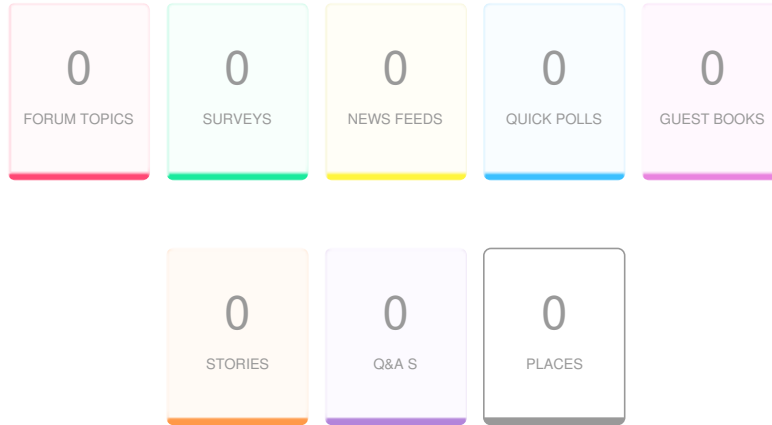 0 0 0 0 0
FORUM TOPICS SURVEYS NEWS FEEDS QUICK POLLS GUEST BOOKS
0 0 0
STORIES Q&A S PLACES